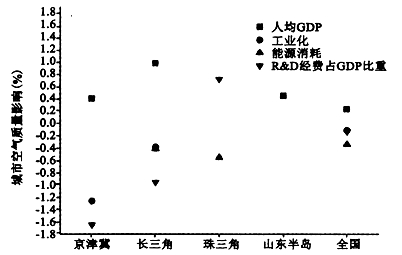 城市空气质量影响(%)
1.8
1.6
1.4
1.2
1.0
0.8
0.6
0.4
0.2
0.0
-0.2
-0.4
-0.6
-0.8
-1.0
-1.2
-1.4
-1.6
-1.8
人均GDP
工业化
能源消耗
R&D经费占GDP比重
京津冀
长三角
珠三角
山东半岛
全国